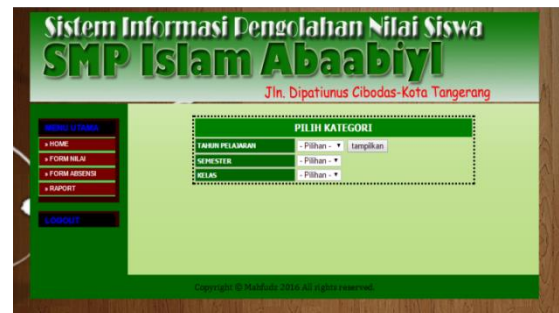 Sistem Informasi Pengolahan Nilai Siswa
SMP Islam Abaabiyl
Jln. Dipatiunus Cibodas-Kota Tangerang
MENU UTAMA
» HOME
» FORM NILAI
» FORM ABSENSI
» RAPORT
LOGOUT
PILIH KATEGORI
TAHUN PELAJARAN - Pilihan - tampilkan
SEMESTER - Pilihan -
KELAS - Pilihan -
Copyright © Mahfudz 2016 All rights reserved.